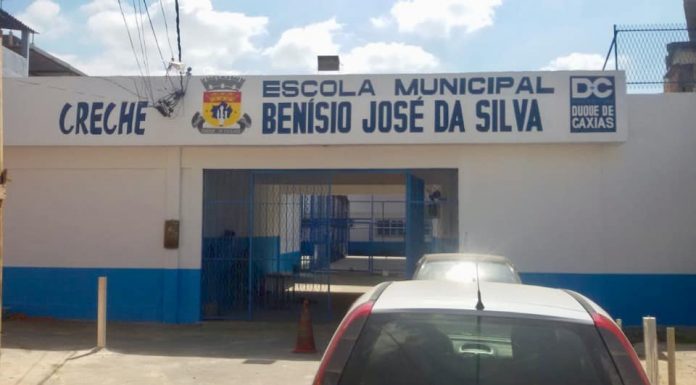 CRECHE
ESCOLA MUNICIPAL
BENÍSIO JOSÉ DA SILVA
DC
DUQUE DE
CAXIAS